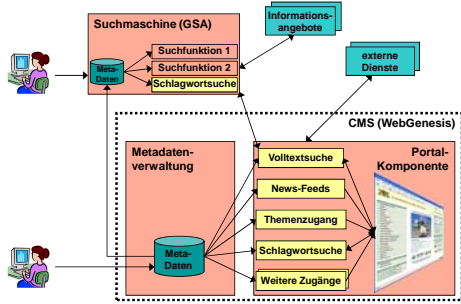 Suchmaschine (GSA)
Suchfunktion 1
Suchfunktion 2
Schlagwortsuche
Meta-
Daten
Informations-
angebote
externe
Dienste
CMS (WebGenesis)
Metadaten-
verwaltung
Meta-
Daten
Volltextsuche
News-Feeds
Themenzugang
Schlagwortsuche
Weitere Zugänge
Portal-
Komponente